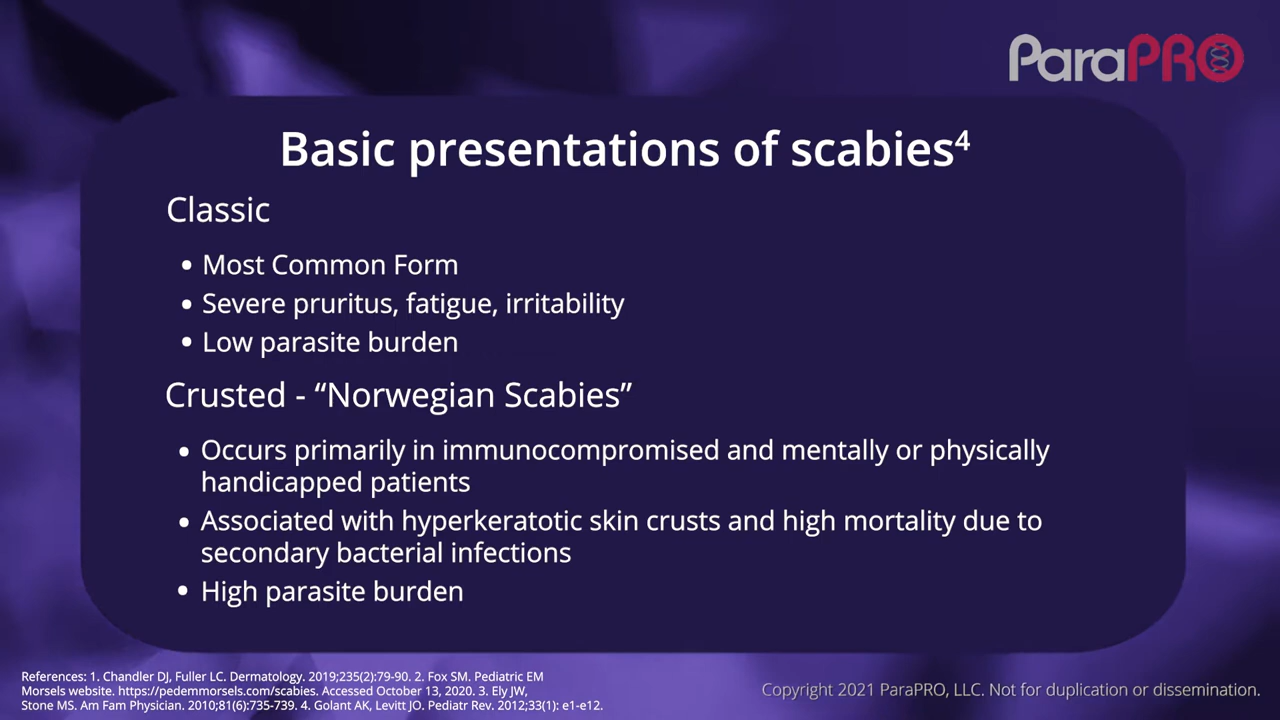 ParaPRO
Basic presentations of scabies⁴
Classic
• Most Common Form
• Severe pruritus, fatigue, irritability
• Low parasite burden
Crusted - “Norwegian Scabies”
• Occurs primarily in immunocompromised and mentally or physically
handicapped patients
• Associated with hyperkeratotic skin crusts and high mortality due to
secondary bacterial infections
• High parasite burden
References: 1. Chandler DJ, Fuller LC. Dermatology. 2019;235(2):79-90. 2. Fox SM. Pediatric EM
Morsels website. https://pedemmorsels.com/scabies. Accessed October 13, 2020. 3. Ely JW,
Stone MS. Am Fam Physician. 2010;81(6):735-739. 4. Golant AK, Levitt JO. Pediatr Rev. 2012;33(1): e1-e12.
Copyright 2021 ParaPRO, LLC. Not for duplication or dissemination.